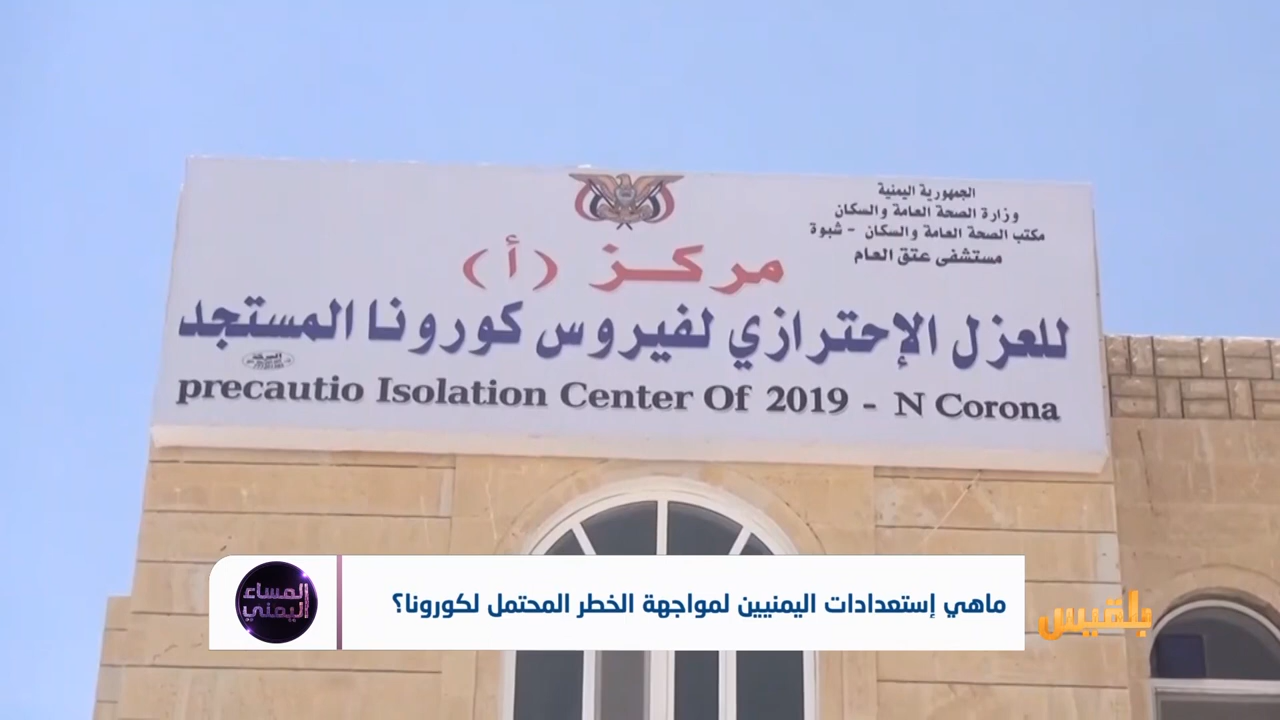 الجمهورية اليمنية
وزارة الصحة العامة والسكان
مكتب الصحة العامة والسكان - شبوة
مستشفى عتق العام
مركز (أ)
للعزل الإحترازي لفيروس كورونا المستجد
precautio Isolation Center Of 2019 - N Corona
ماهي إستعدادات اليمنيين لمواجهة الخطر المحتمل لكورونا؟
المساء
اليمني
بلقيس